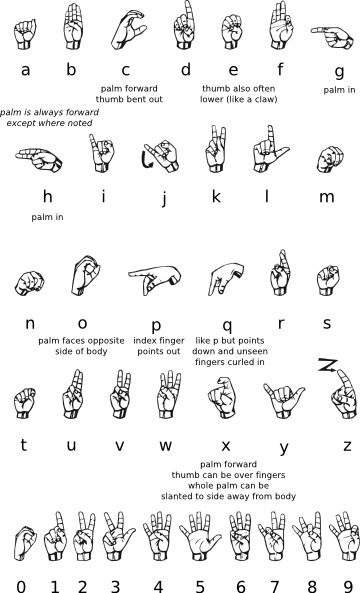 a b c d e f g
palm forward
thumb bent out
thumb also often
lower (like a claw)
palm in
palm is always forward
except where noted
h i j k l m
palm in
n o p q r s
palm faces opposite
side of body
index finger
points out
like p but points
down and unseen
fingers curled in
Z
t u v w x y z
palm forward
thumb can be over fingers
whole palm can be
slanted to side away from body
0 1 2 3 4 5 6 7 8 9